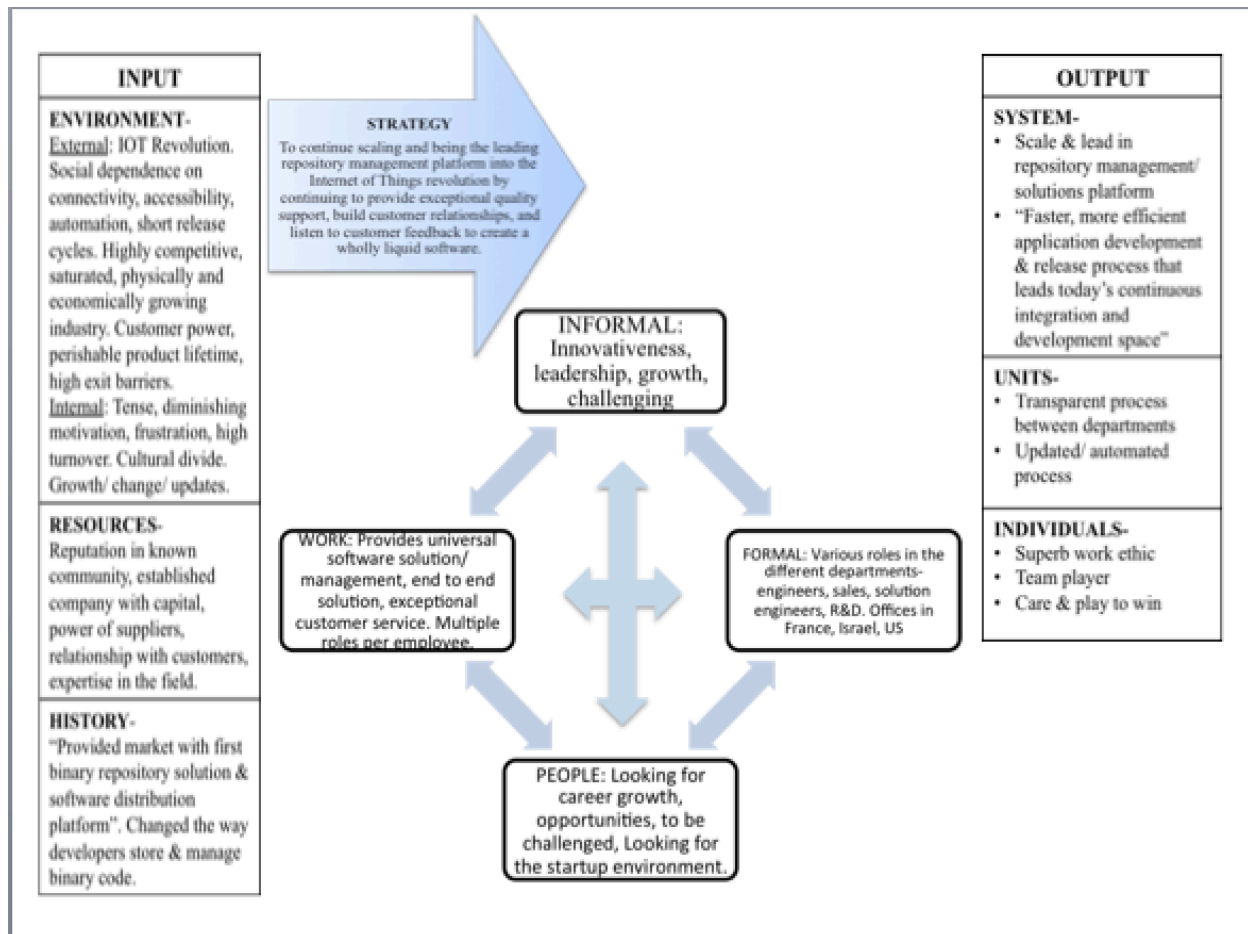 INPUT
ENVIRONMENT-
External: IOT Revolution.
Social dependence on
connectivity, accessibility,
automation, short release
cycles. Highly competitive,
saturated, physically and
economically growing
industry. Customer power,
perishable product lifetime,
high exit barriers.
Internal: Tense, diminishing
motivation, frustration, high
turnover. Cultural divide.
Growth/ change/ updates.
RESOURCES-
Reputation in known
community, established
company with capital,
power of suppliers,
relationship with customers,
expertise in the field.
HISTORY-
“Provided market with first
binary repository solution &
software distribution
platform”. Changed the way
developers store & manage
binary code.
STRATEGY
To continue scaling and being the leading
repository management platform into the
Internet of Things revolution by
continuing to provide exceptional quality
support, build customer relationships, and
listen to customer feedback to create a
wholly liquid software.
INFORMAL:
Innovativeness,
leadership, growth,
challenging
WORK: Provides universal
software solution/
management, end to end
solution, exceptional
customer service. Multiple
roles per employee.
FORMAL: Various roles in the
different departments-
engineers, sales, solution
engineers, R&D. Offices in
France, Israel, US
PEOPLE: Looking for
career growth,
opportunities, to be
challenged, Looking for
the startup environment.
OUTPUT
SYSTEM-
• Scale & lead in
repository management/
solutions platform
• “Faster, more efficient
application development
& release process that
leads today’s continuous
integration and
development space”
UNITS-
• Transparent process
between departments
• Updated/ automated
process
INDIVIDUALS-
• Superb work ethic
• Team player
• Care & play to win